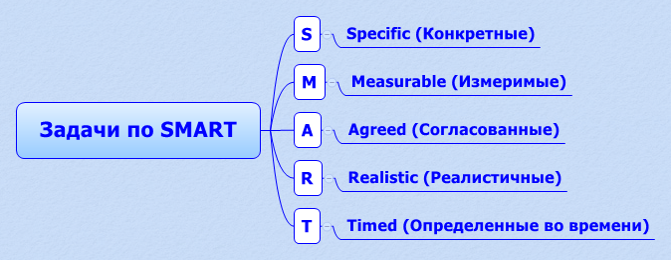 Задачи по SMART
S Specific (Конкретные)
M Measurable (Измеримые)
A Agreed (Согласованные)
R Realistic (Реалистичные)
T Timed (Определенные во времени)